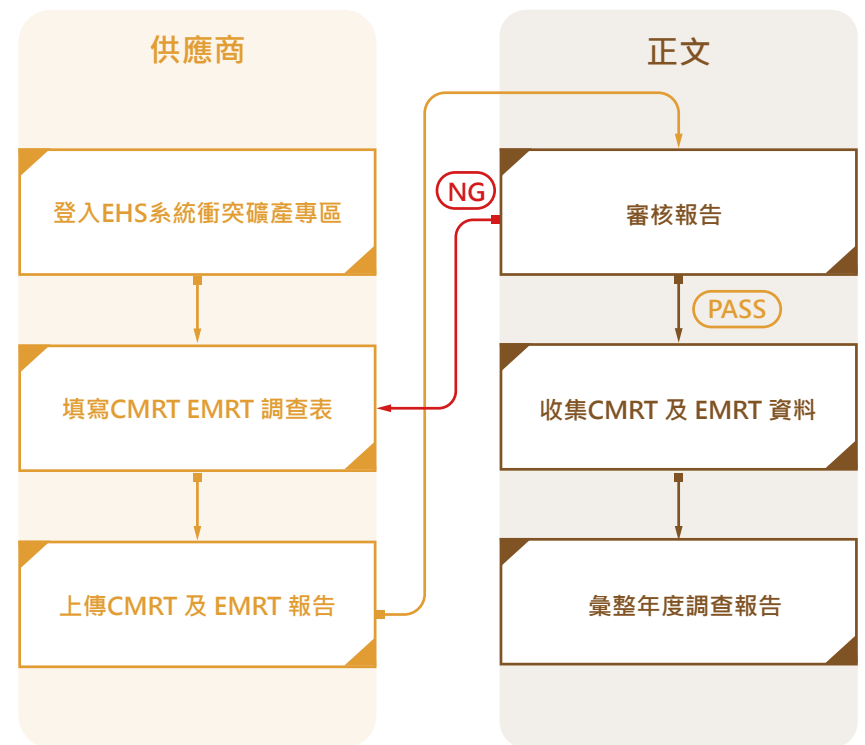 供應商
登入EHS系統衝突礦產專區
填寫CMRT EMRT 調查表
上傳CMRT 及 EMRT 報告
正文
NG
審核報告
PASS
收集CMRT 及 EMRT 資料
彙整年度調查報告